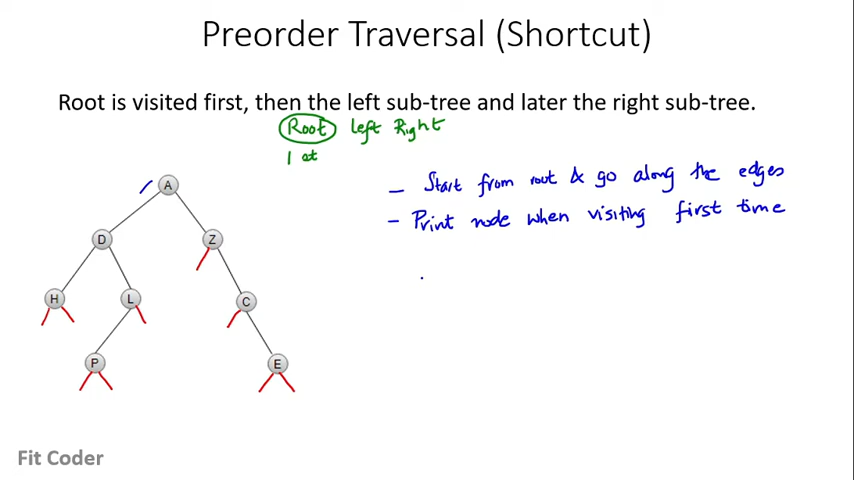 Preorder Traversal (Shortcut)
Root is visited first, then the left sub-tree and later the right sub-tree.
Root Left Right
1 st
— Start from root & go along the edges
— Print node when visiting first time
A
D Z
H L C
P E
Fit Coder